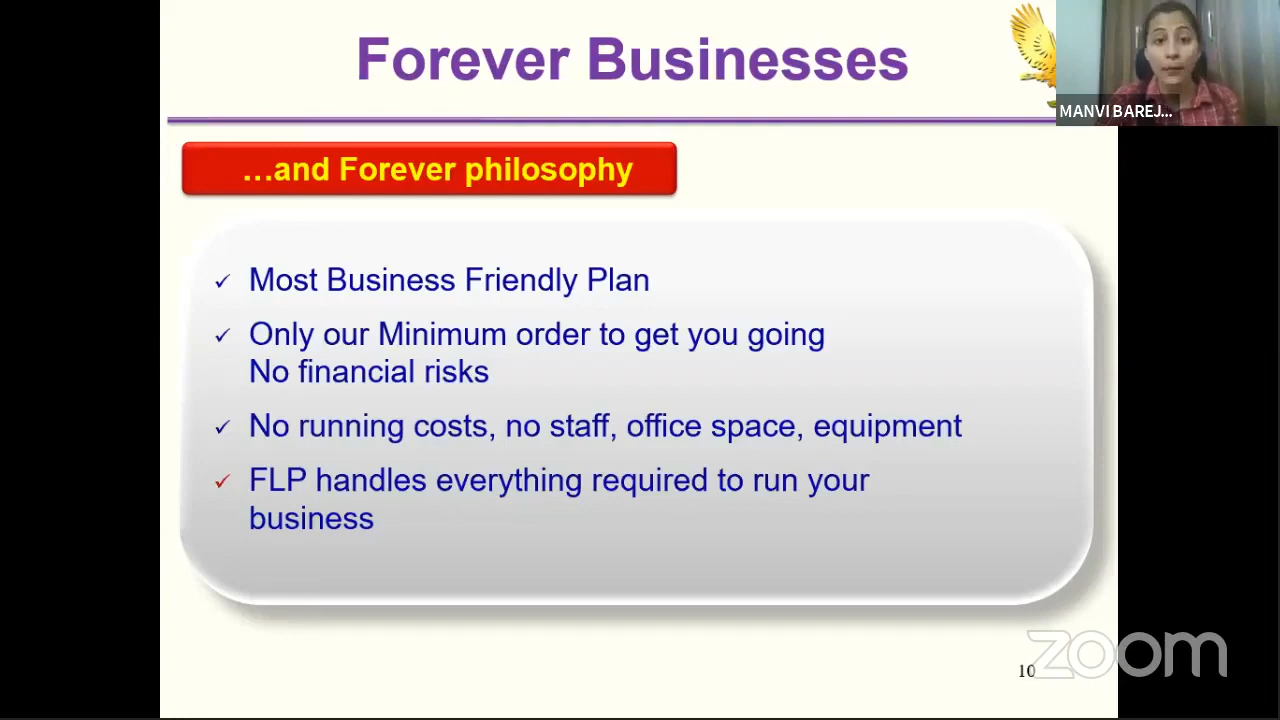 Forever Businesses
MANVI BAREJ...
...and Forever philosophy
✓ Most Business Friendly Plan
✓ Only our Minimum order to get you going
No financial risks
✓ No running costs, no staff, office space, equipment
✓ FLP handles everything required to run your
business
zoom
10